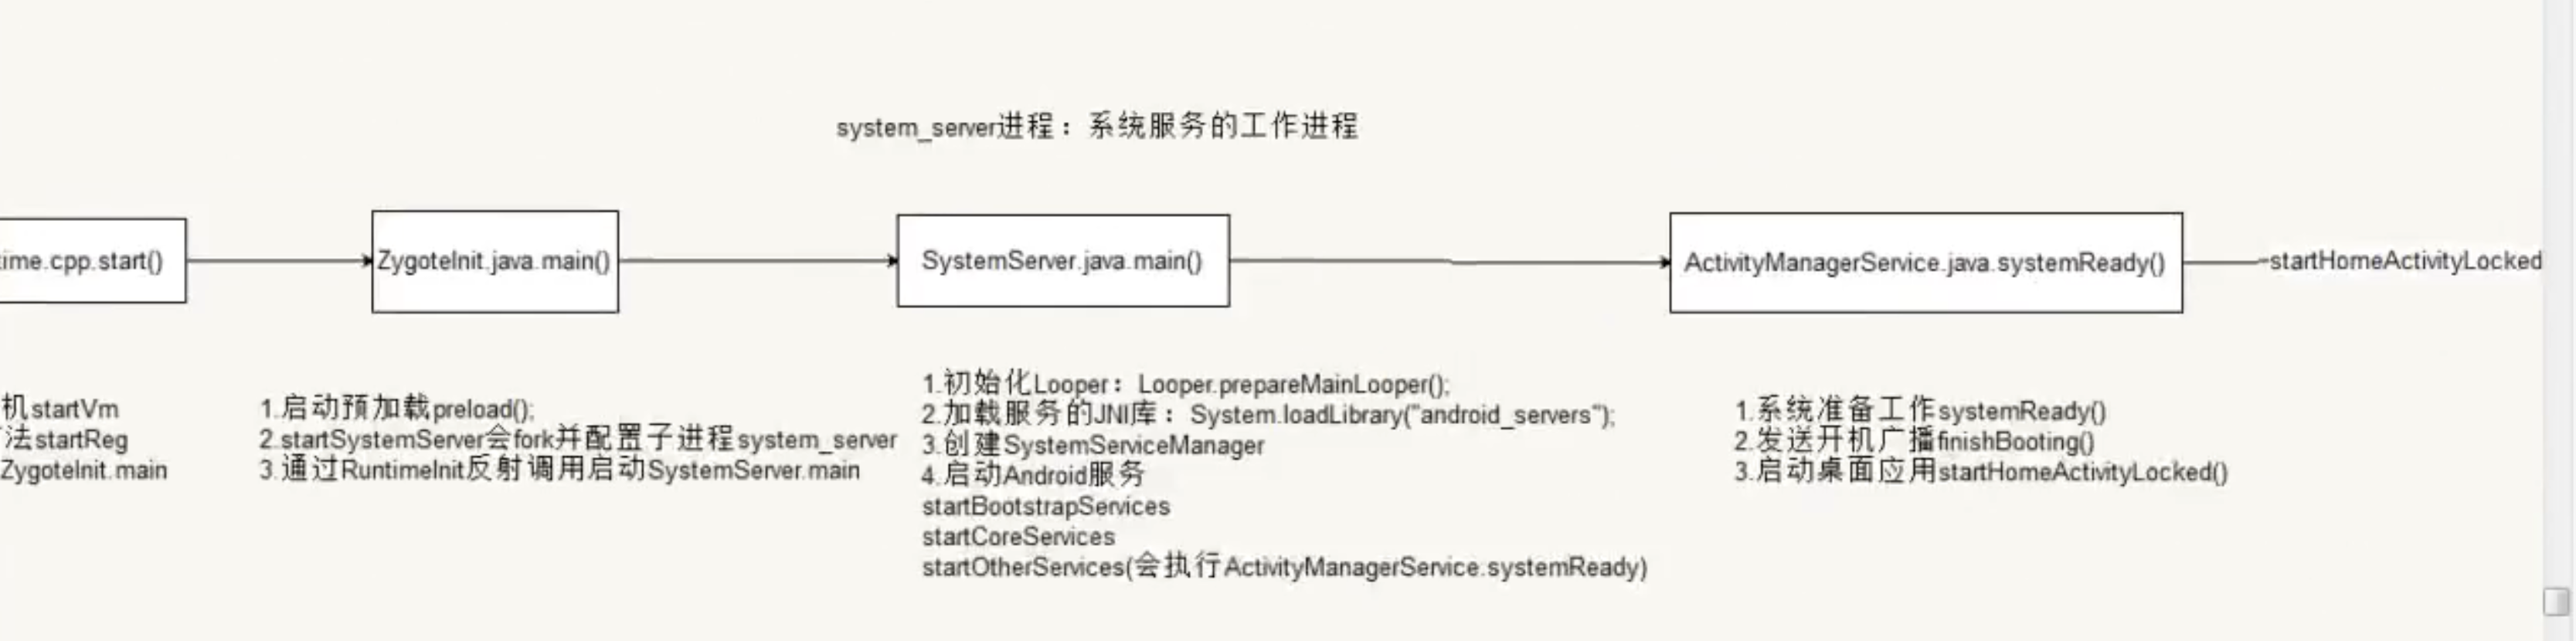 system_server进程：系统服务的工作进程
ime.cpp.start()
ZygoteInit.java.main()
SystemServer.java.main()
ActivityManagerService.java.systemReady()
startHomeActivityLocked
机startVm
法startReg
ZygoteInit.main
1.启动预加载preload();
2.startSystemServer会fork并配置子进程system_server
3.通过RuntimeInit反射调用启动SystemServer.main
1.初始化Looper：Looper.prepareMainLooper();
2.加载服务的JNI库：System.loadLibrary("android_servers");
3.创建SystemServiceManager
4.启动Android服务
startBootstrapServices
startCoreServices
startOtherServices(会执行ActivityManagerService.systemReady)
1.系统准备工作systemReady()
2.发送开机广播finishBooting()
3.启动桌面应用startHomeActivityLocked()